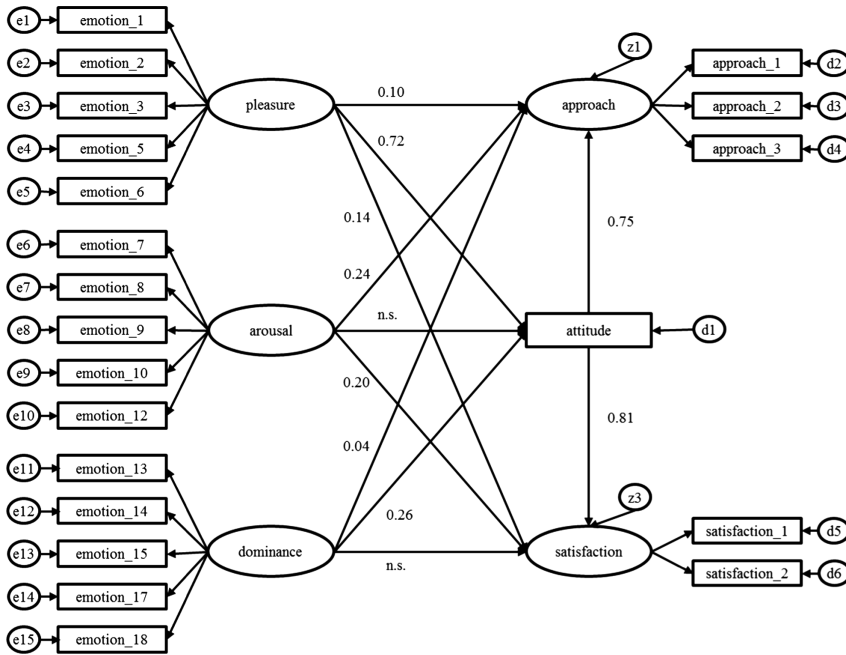 e1 emotion_1
e2 emotion_2
e3 emotion_3
e4 emotion_5
e5 emotion_6
pleasure
e6 emotion_7
e7 emotion_8
e8 emotion_9
e9 emotion_10
e10 emotion_12
arousal
e11 emotion_13
e12 emotion_14
e13 emotion_15
e14 emotion_17
e15 emotion_18
dominance
0.10
0.72
0.14
0.24
n.s.
0.20
0.04
0.26
n.s.
z1
approach
approach_1 d2
approach_2 d3
approach_3 d4
0.75
attitude d1
0.81
z3
satisfaction
satisfaction_1 d5
satisfaction_2 d6